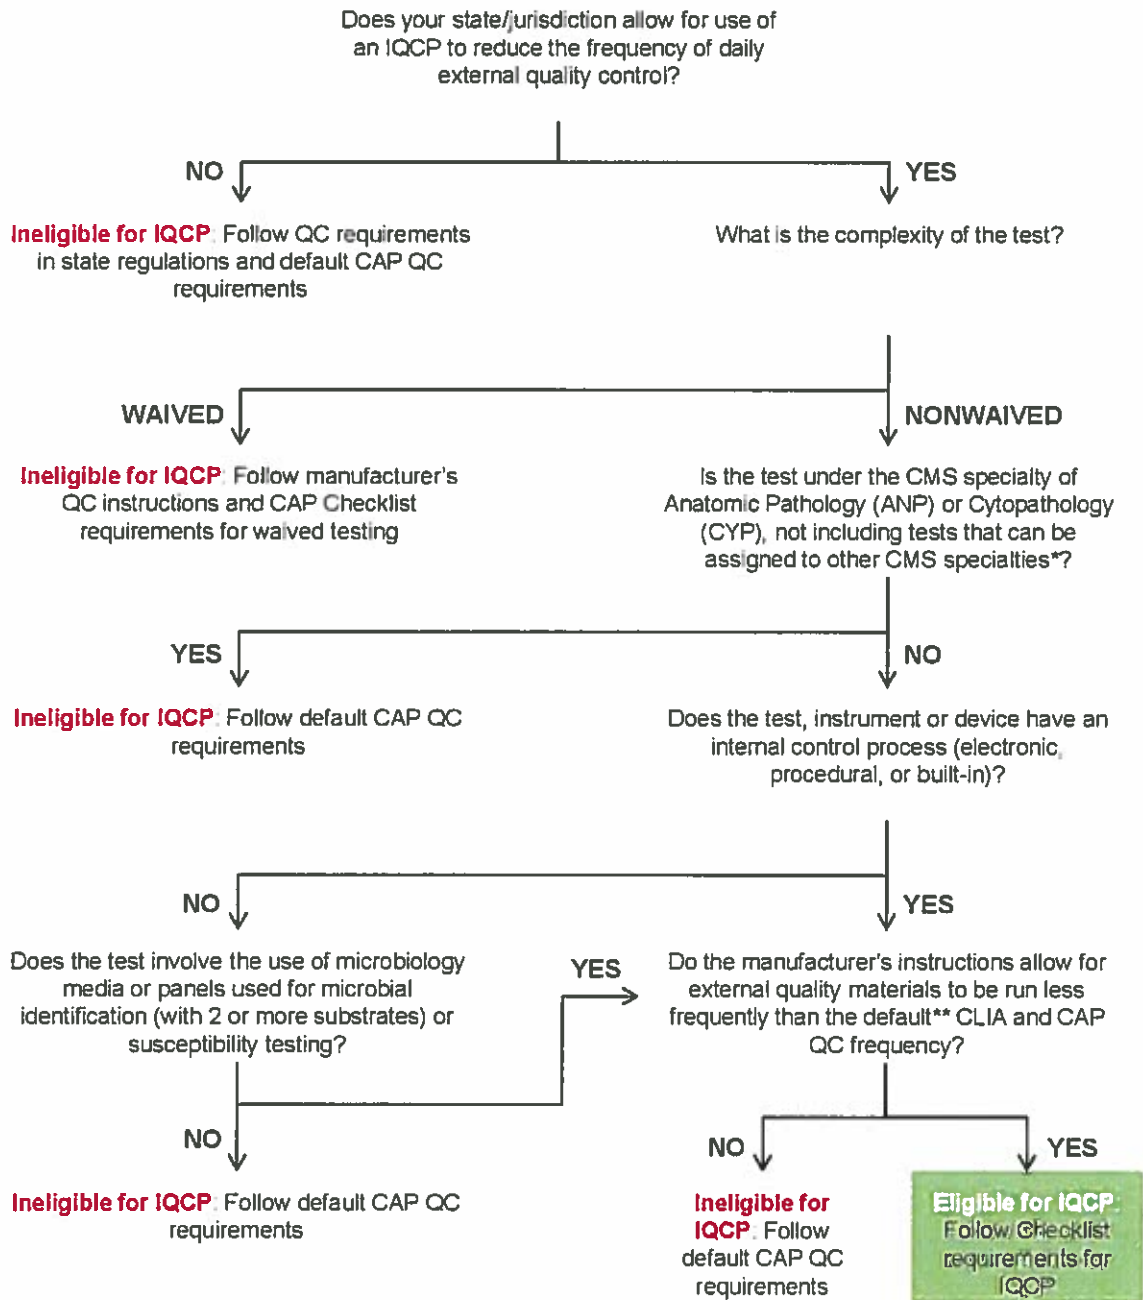 Does your state/jurisdiction allow for use of
an IQCP to reduce the frequency of daily
external quality control?
NO
YES
Ineligible for IQCP: Follow QC requirements
in state regulations and default CAP QC
requirements
What is the complexity of the test?
WAIVED
NONWAIVED
Ineligible for IQCP: Follow manufacturer's
QC instructions and CAP Checklist
requirements for waived testing
Is the test under the CMS specialty of
Anatomic Pathology (ANP) or Cytopathology
(CYP), not including tests that can be
assigned to other CMS specialties*?
YES
NO
Ineligible for IQCP: Follow default CAP QC
requirements
Does the test, instrument or device have an
internal control process (electronic,
procedural, or built-in)?
NO
YES
Does the test involve the use of microbiology
media or panels used for microbial
identification (with 2 or more substrates) or
susceptibility testing?
YES
Do the manufacturer's instructions allow for
external quality materials to be run less
frequently than the default** CLIA and CAP
QC frequency?
NO
NO
YES
Ineligible for IQCP: Follow default CAP QC
requirements
Ineligible for
IQCP: Follow
default CAP QC
requirements
Eligible for IQCP:
Follow Checklist
requirements for
IQCP